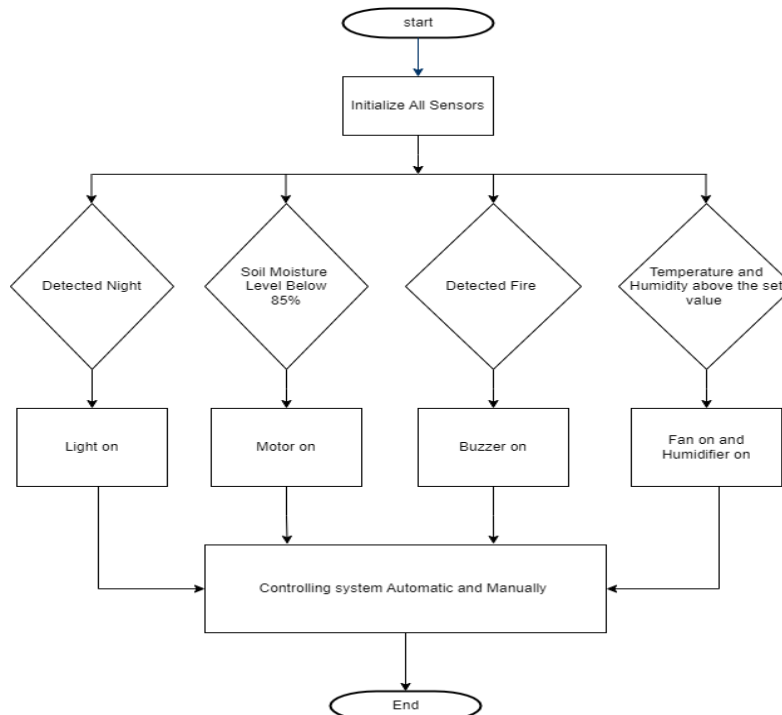 start
Initialize All Sensors
Detected Night
Soil Moisture
Level Below
85%
Detected Fire
Temperature and
Humidity above the set
value
Light on
Motor on
Buzzer on
Fan on and
Humidifier on
Controlling system Automatic and Manually
End